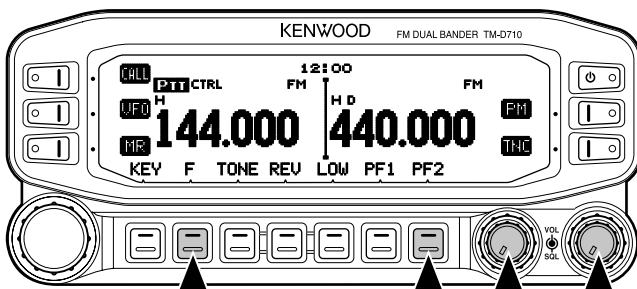 KENWOOD FM DUAL BANDER TM-D710
12:00
CALL PTT CTRL FM FM
VFO H H D PM
MR 144.000 440.000 TNC
KEY F TONE REV LOW PF1 PF2
VOL
SQL